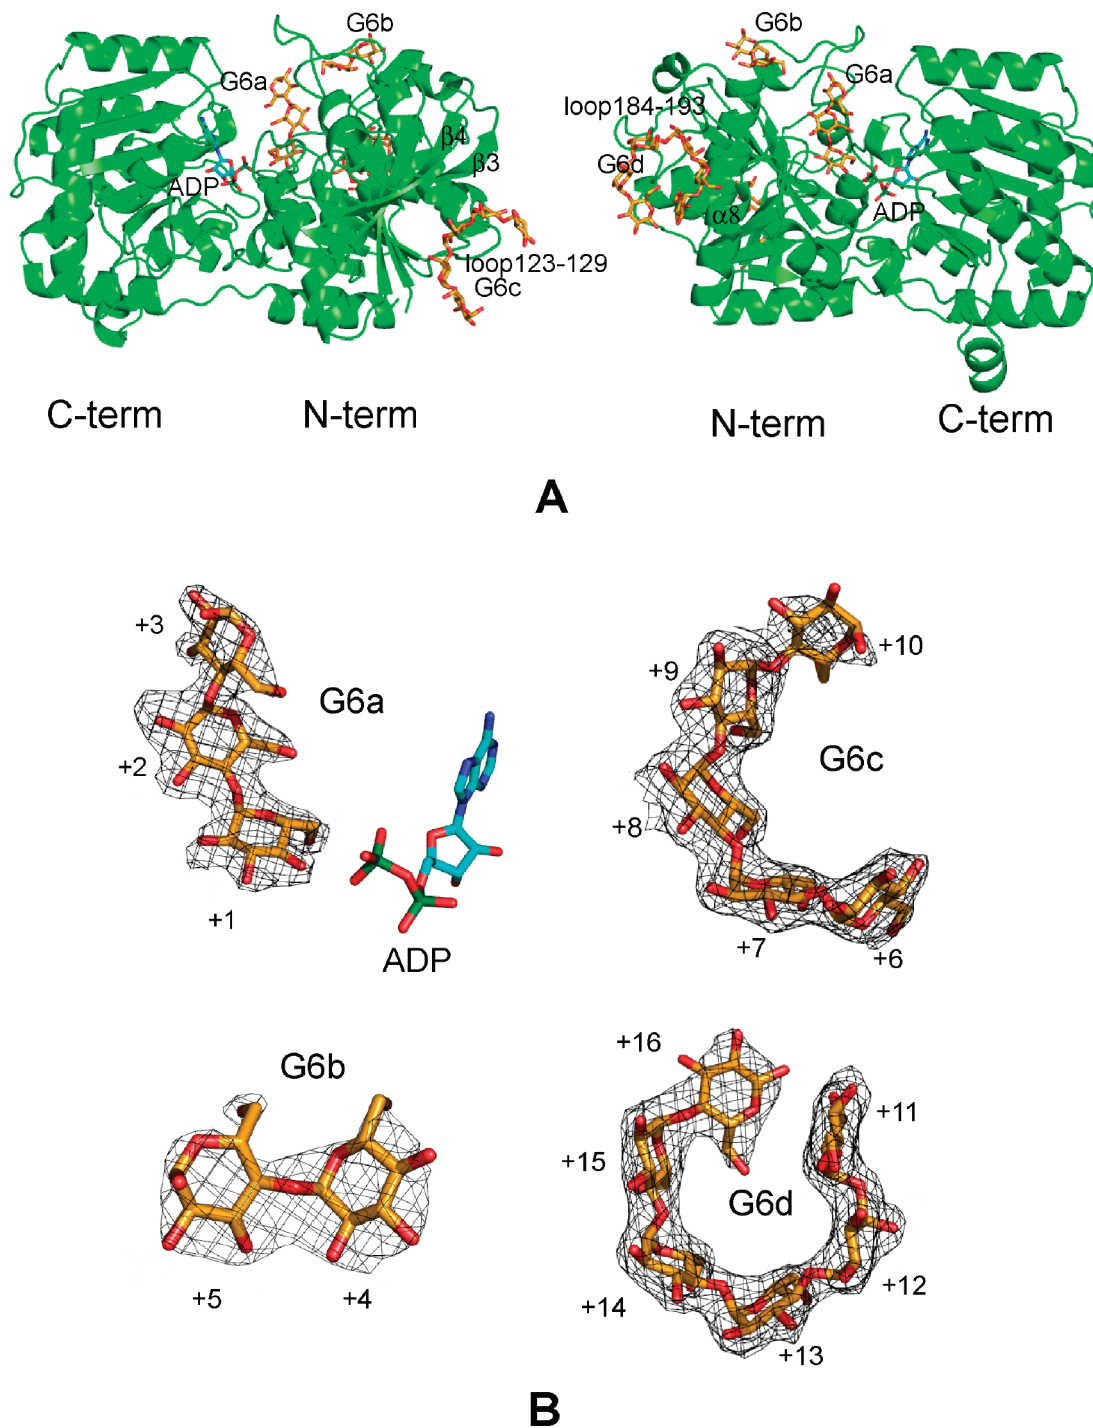 G6b
G6a
β4
β3
ADP
loop123-129
G6c
C-term
N-term
G6b
G6a
loop184-193
G6d
α8
ADP
N-term
C-term
A
+3
G6a
+2
+1
ADP
+10
+9
G6c
+8
+7
+6
G6b
+5
+4
+16
+11
+15
G6d
+14
+12
+13
B